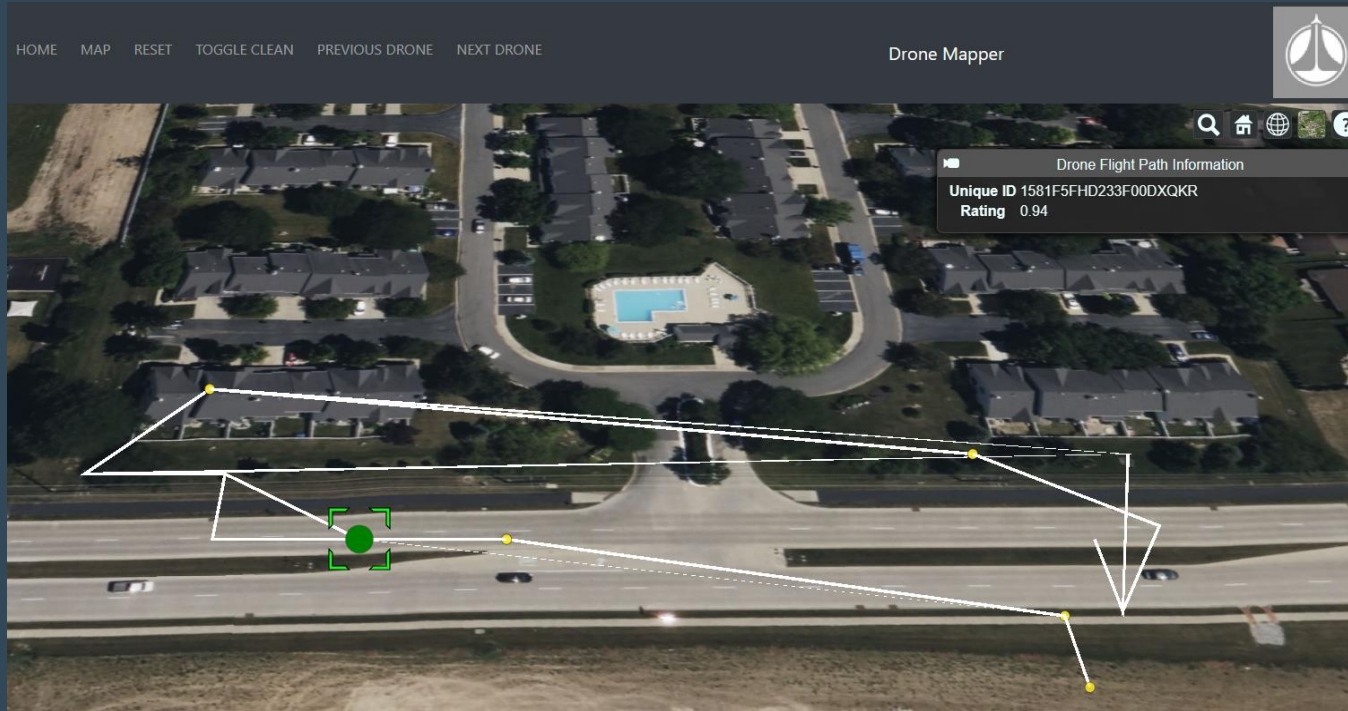 HOME MAP RESET TOGGLE CLEAN PREVIOUS DRONE NEXT DRONE
Drone Mapper
?
Drone Flight Path Information
Unique ID 1581F5FHD233F00DXQKR
Rating 0.94